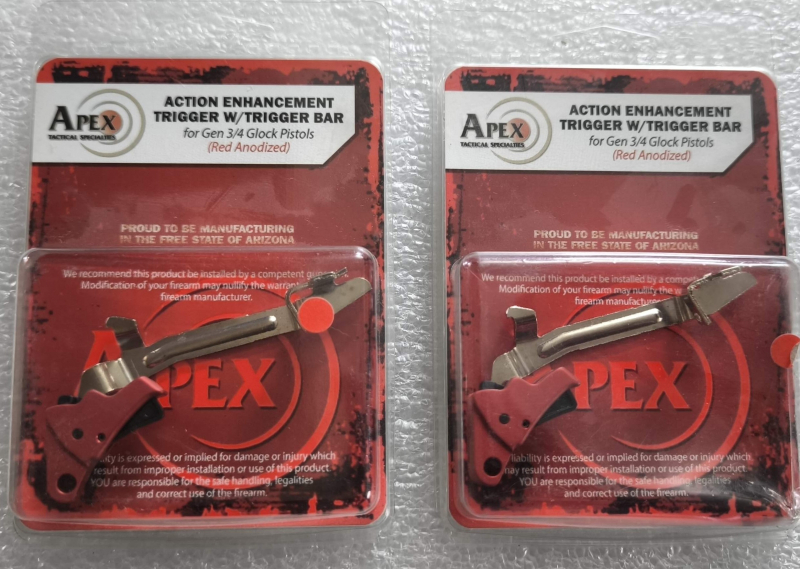 APEX
TACTICAL SPECIALTIES
ACTION ENHANCEMENT
TRIGGER W/TRIGGER BAR
for Gen 3/4 Glock Pistols
(Red Anodized)
PROUD TO BE MANUFACTURING
IN THE FREE STATE OF ARIZONA
We recommend this product be installed by a competent
Modification of your firearm may nullify the
firearm manufacturer.
PEX
is expressed or implied for damage or injury which
result from improper installation or use of this product.
YOU are responsible for the safe handling, legalities
and correct use of the firearm.
APEX
TACTICAL SPECIALTIES
ACTION ENHANCEMENT
TRIGGER W/TRIGGER BAR
for Gen 3/4 Glock Pistols
(Red Anodized)
PROUD TO BE MANUFACTURING
IN THE FREE STATE OF ARIZONA
We recommend this product be installed by a
Modification of your firearm may nullify the
firearm manufacturer.
PEX
liability is expressed or implied for damage or injury which
may result from improper installation or use of this product.
YOU are responsible for the safe handling, legalities
and correct use of the firearm.